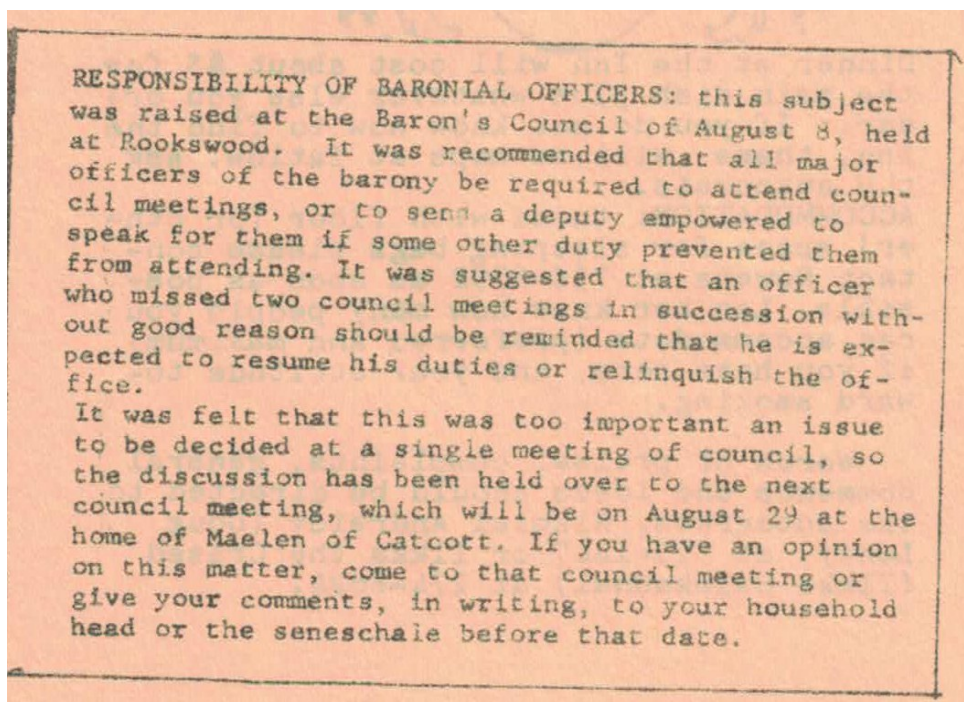 RESPONSIBILITY OF BARONIAL OFFICERS: this subject
was raised at the Baron's Council of August 8, held
at Rookswood. It was recommended that all major
officers of the barony be required to attend coun-
cil meetings, or to sent a deputy empowered to
speak for them if some other duty prevented them
from attending. It was suggested that an officer
who missed two council meetings in succession with-
out good reason should be reminded that he is ex-
pected to resume his duties or relinquish the of-
fice.
It was felt that this was too important an issue
to be decided at a single meeting of council, so
the discussion has been held over to the next
council meeting, which will be on August 29 at the
home of Maelen of Catcott. If you have an opinion
on this matter, come to that council meeting or
give your comments, in writing, to your household
head or the seneschale before that date.